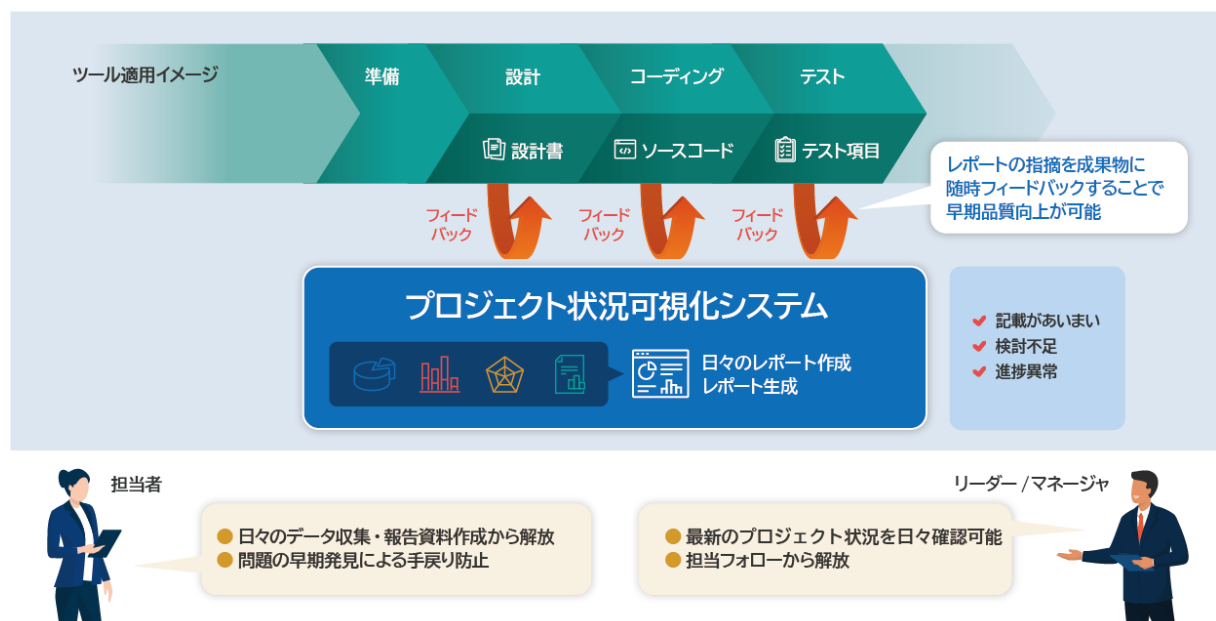 ツール適用イメージ
準備
設計
コーディング
テスト
設計書
ソースコード
テスト項目
レポートの指摘を成果物に
随時フィードバックすることで
早期品質向上が可能
フィード
バック
フィード
バック
フィード
バック
プロジェクト状況可視化システム
日々のレポート作成
レポート生成
記載があいまい
検討不足
進捗異常
担当者
日々のデータ収集・報告資料作成から解放
問題の早期発見による手戻り防止
リーダー/マネージャ
最新のプロジェクト状況を日々確認可能
担当フォローから解放